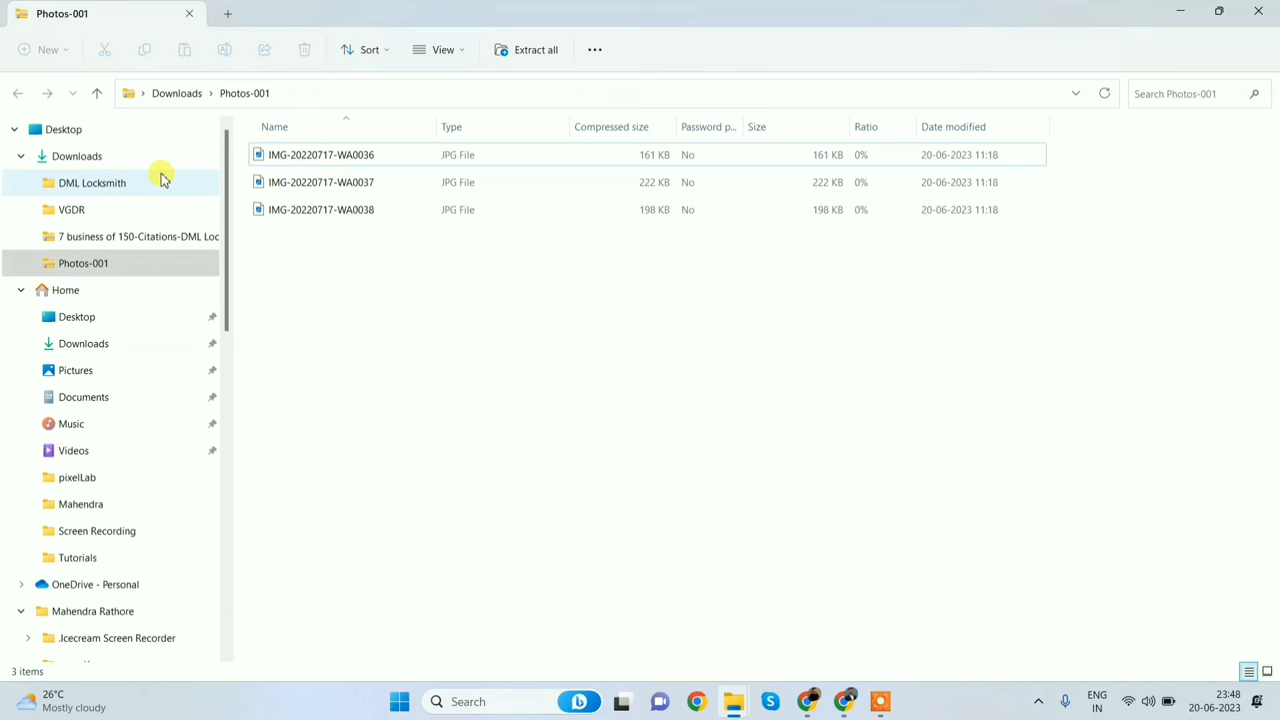 Photos-001
New
Sort
View
Extract all
Downloads
Photos-001
Search Photos-001
Name
Type
Compressed size
Password p...
Size
Ratio
Date modified
IMG-20220717-WA0036 JPG File 161 KB No 161 KB 0% 20-06-2023 11:18
IMG-20220717-WA0037 JPG File 222 KB No 222 KB 0% 20-06-2023 11:18
IMG-20220717-WA0038 JPG File 198 KB No 198 KB 0% 20-06-2023 11:18
Desktop
Downloads
DML Locksmith
VGDR
7 business of 150-Citations-DML Loc
Photos-001
Home
Desktop
Downloads
Pictures
Documents
Music
Videos
pixelLab
Mahendra
Screen Recording
Tutorials
OneDrive - Personal
Mahendra Rathore
.Icecream Screen Recorder
3 items
26°C
Mostly cloudy
Search
ENG
IN
23:48
20-06-2023